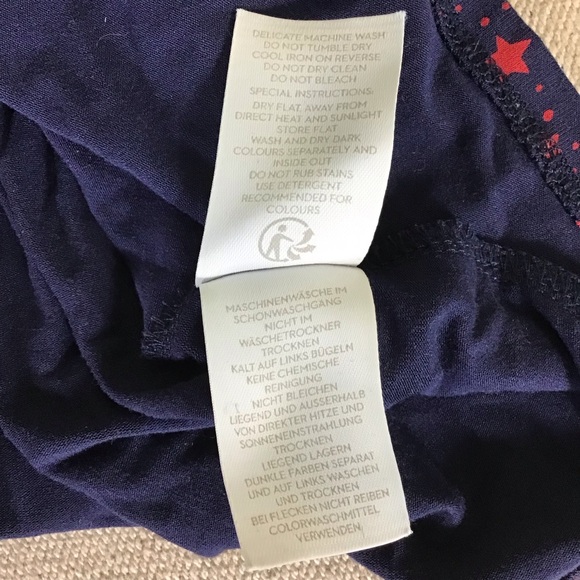 DELICATE MACHINE WASH
DO NOT TUMBLE DRY
COOL IRON ON REVERSE
DO NOT DRY CLEAN
DO NOT BLEACH
SPECIAL INSTRUCTIONS:
DRY FLAT, AWAY FROM
DIRECT HEAT AND SUNLIGHT
STORE FLAT
WASH AND DRY DARK
COLOURS SEPARATELY AND
INSIDE OUT
DO NOT RUB STAINS
USE DETERGENT
RECOMMENDED FOR
COLOURS
MASCHINENWÄSCHE IM
SCHONWASCHGANG
NICHT IM
WÄSCHETROCKNER
TROCKNEN
KALT AUF LINKS BÜGELN
KEINE CHEMISCHE
REINIGUNG
NICHT BLEICHEN
LIEGEND UND AUSSERHALB
VON DIREKTER HITZE UND
SONNENEINSTRAHLUNG
TROCKNEN
LIEGEND LAGERN
DUNKLE FARBEN SEPARAT
UND AUF LINKS WASCHEN
UND TROCKNEN
BEI FLECKEN NICHT REIBEN
COLORWASCHMITTEL
VERWENDEN